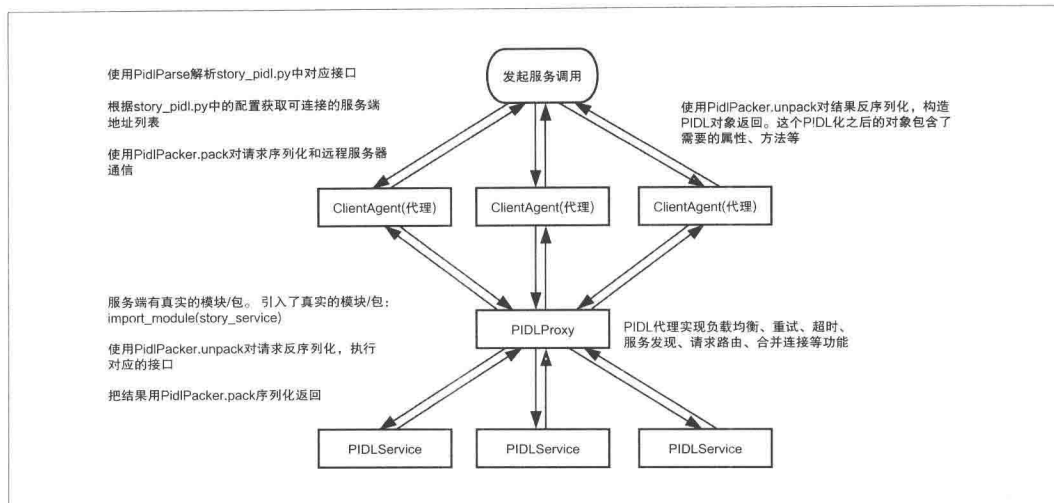 发起服务调用
使用PidlParse解析story_pidl.py中对应接口
根据story_pidl.py中的配置获取可连接的服务端
地址列表
使用PidlPacker.pack对请求序列化和远程服务器
通信
使用PidlPacker.unpack对结果反序列化，构造
PIDL对象返回。这个PIDL化之后的对象包含了
需要的属性、方法等
ClientAgent(代理)
ClientAgent(代理)
ClientAgent(代理)
服务端有真实的模块/包。 引入了真实的模块/包：
import_module(story_service)
使用PidlPacker.unpack对请求反序列化，执行
对应的接口
把结果用PidlPacker.pack序列化返回
PIDLProxy
PIDL代理实现负载均衡、重试、超时、
服务发现、请求路由、合并连接等功能
PIDLService
PIDLService
PIDLService